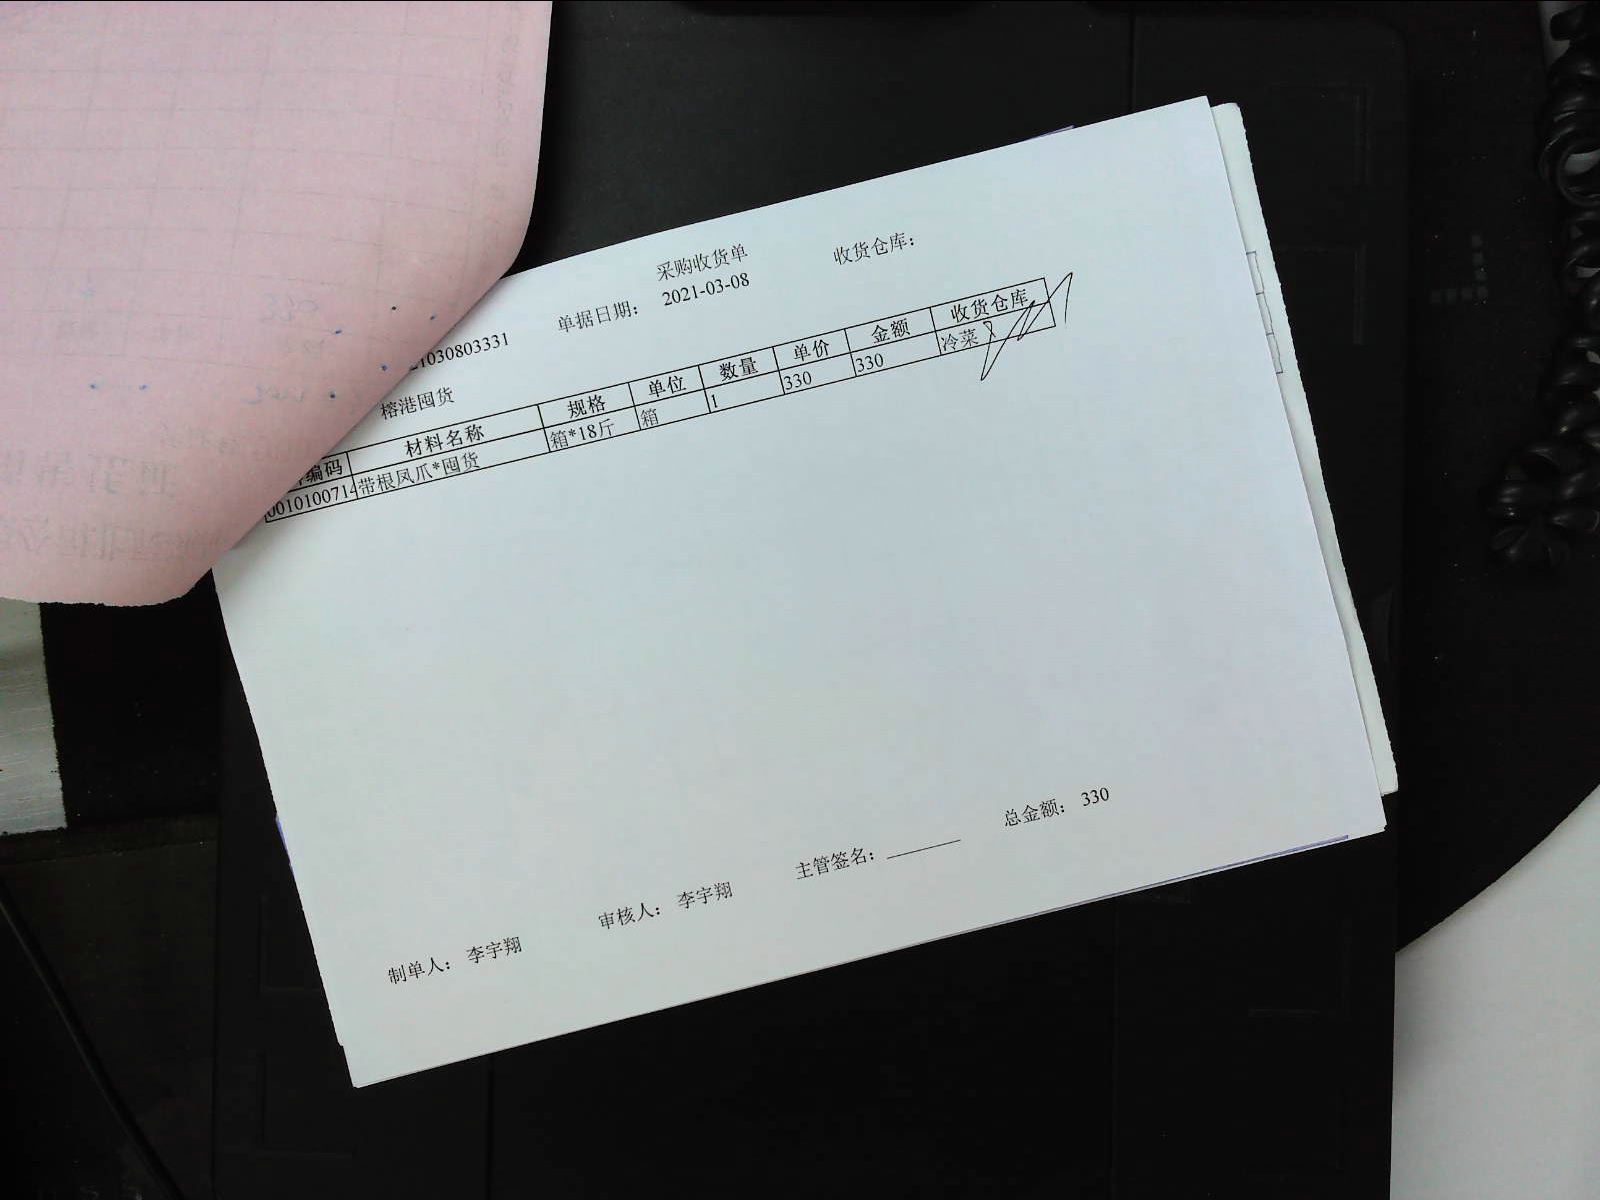 采购收货单 收货仓库：
单据日期： 2021-03-08
21030803331
榕港囤货
编码 材料名称 规格 单位 数量 单价 金额 收货仓库
0010100714 带根凤爪*囤货 箱*18斤 箱 1 330 330 冷菜
总金额： 330
主管签名：
审核人： 李宇翔
制单人： 李宇翔